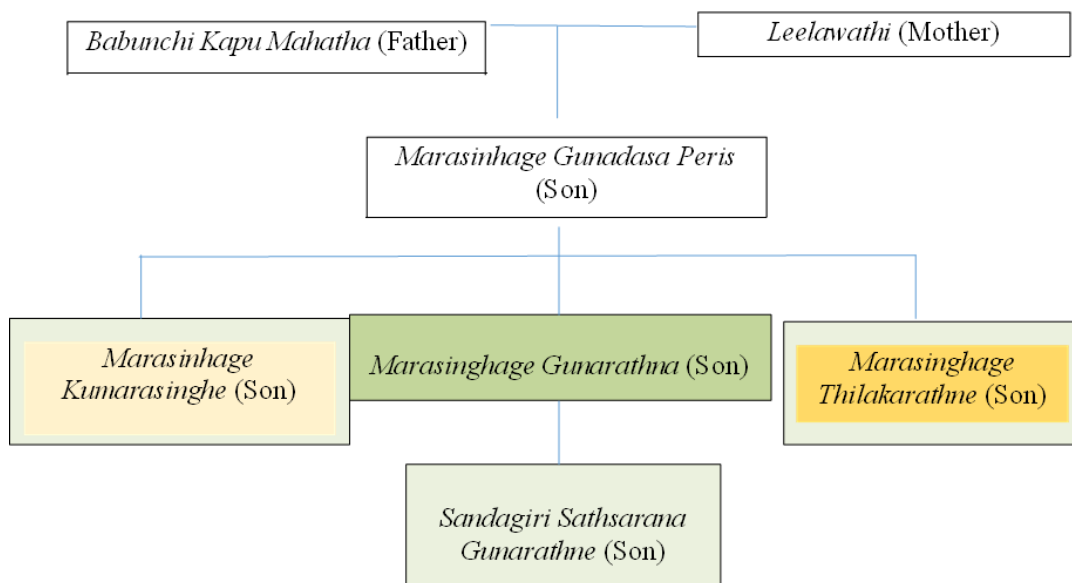 Babunchi Kapu Mahatha (Father)
Leelawathi (Mother)
Marasinhage Gunadasa Peris
(Son)
Marasinhage
Kumarasinghe (Son)
Marasinghage Gunarathna (Son)
Marasinghage
Thilakarathne (Son)
Sandagiri Sathsarana
Gunarathne (Son)